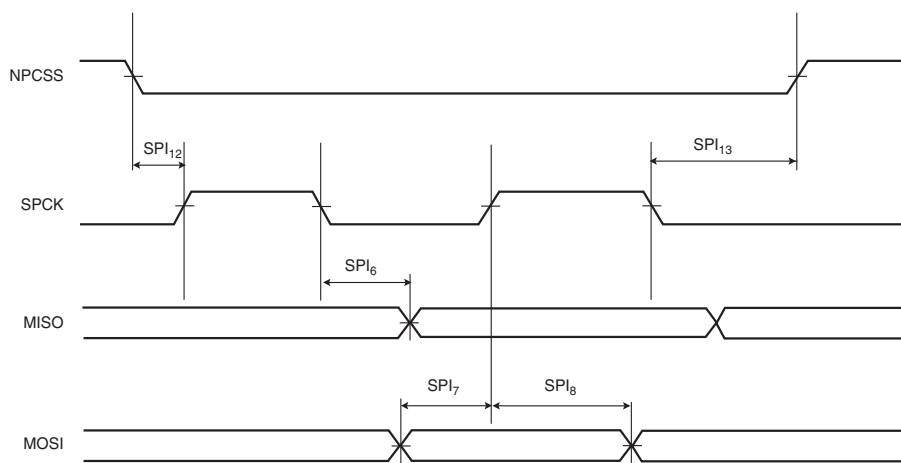 NPCSS
SPI₁₂
SPI₁₃
SPCK
SPI₆
MISO
SPI₇
SPI₈
MOSI